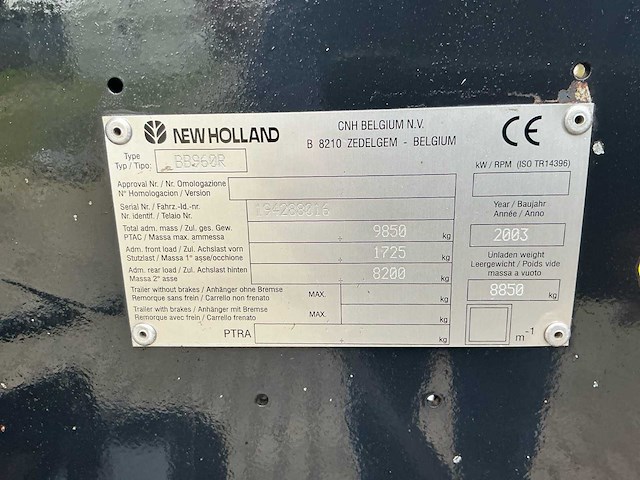 NEW HOLLAND
CNH BELGIUM N.V.
B 8210 ZEDELGEM - BELGIUM
CE
Type
Typ / Tipo:
BB960R
kW / RPM (ISO TR14396)
Approval Nr. / Nr. Omologazione
N° Homologacion / Version
Serial Nr. / Fahrz.-Id.-nr.
Nr. identif. / Telaio Nr.
Year / Baujahr
Année / Anno
2003
Total adm. mass / Zul. ges. Gew.
PTAC / Massa max. ammessa
÷ 9850 kg
Adm. front load / Zul. Achslast vorn
Stutzlast / Massa 1° asse/occhione
÷ 1725 kg
Adm. rear load / Zul. Achslast hinten
Massa 2° asse
÷ 8200 kg
Unladen weight
Leergewicht / Poids vide
massa a vuoto
8850 kg
Trailer without brakes / Anhänger ohne Bremse
Remorque sans frein / Carrello non frenato
MAX. kg
Trailer with brakes / Anhänger mit Bremse
Remorque avec frein / Carrello frenato
MAX. kg
PTRA ÷ kg
m-1